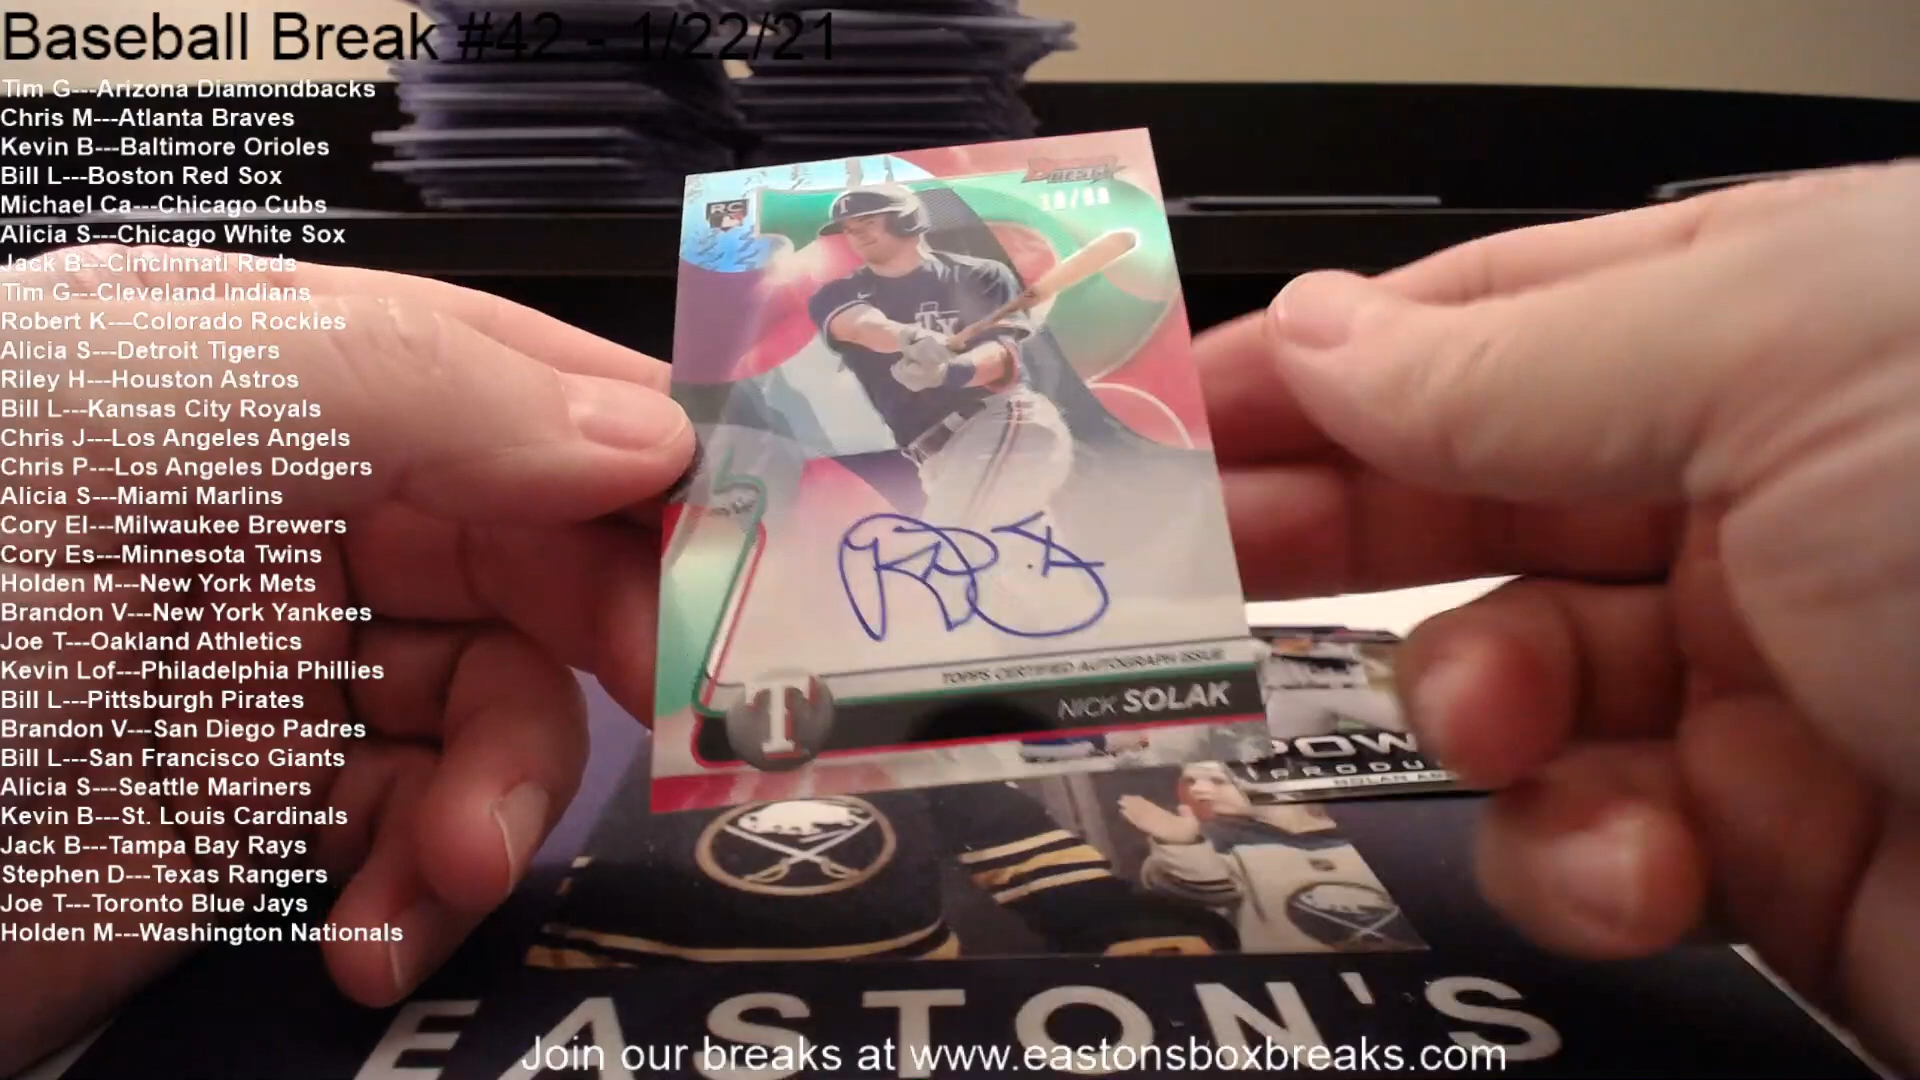 Baseball Break #42 - 1/22/21
Tim G---Arizona Diamondbacks
Chris M---Atlanta Braves
Kevin B---Baltimore Orioles
Bill L---Boston Red Sox
Michael Ca---Chicago Cubs
Alicia S---Chicago White Sox
Jack B---Cincinnati Reds
Tim G---Cleveland Indians
Robert K---Colorado Rockies
Alicia S---Detroit Tigers
Riley H---Houston Astros
Bill L---Kansas City Royals
Chris J---Los Angeles Angels
Chris P---Los Angeles Dodgers
Alicia S---Miami Marlins
Cory El---Milwaukee Brewers
Cory Es---Minnesota Twins
Holden M---New York Mets
Brandon V---New York Yankees
Joe T---Oakland Athletics
Kevin Lof---Philadelphia Phillies
Bill L---Pittsburgh Pirates
Brandon V---San Diego Padres
Bill L---San Francisco Giants
Alicia S---Seattle Mariners
Kevin B---St. Louis Cardinals
Jack B---Tampa Bay Rays
Stephen D---Texas Rangers
Joe T---Toronto Blue Jays
Holden M---Washington Nationals
RC
T
Tx
TOPPS CERTIFIED AUTOGRAPH ISSUE
NICK SOLAK
T
EASTON'S
Join our breaks at www.eastonsboxbreaks.com